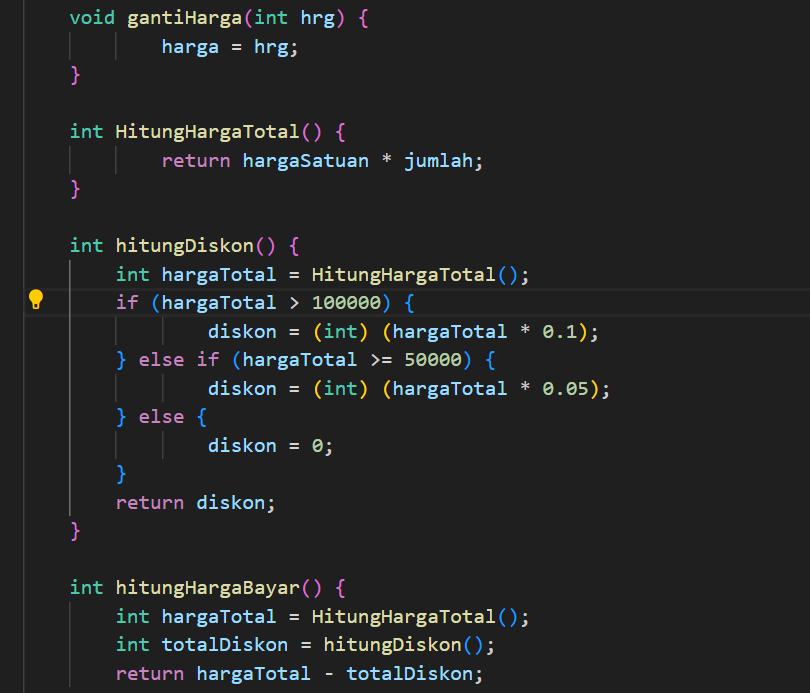 void gantiHarga(int hrg) {
harga = hrg;
}
int HitungHargaTotal() {
return hargaSatuan * jumlah;
}
int hitungDiskon() {
int hargaTotal = HitungHargaTotal();
if (hargaTotal > 100000) {
diskon = (int) (hargaTotal * 0.1);
} else if (hargaTotal >= 50000) {
diskon = (int) (hargaTotal * 0.05);
} else {
diskon = 0;
}
return diskon;
}
int hitungHargaBayar() {
int hargaTotal = HitungHargaTotal();
int totalDiskon = hitungDiskon();
return hargaTotal - totalDiskon;